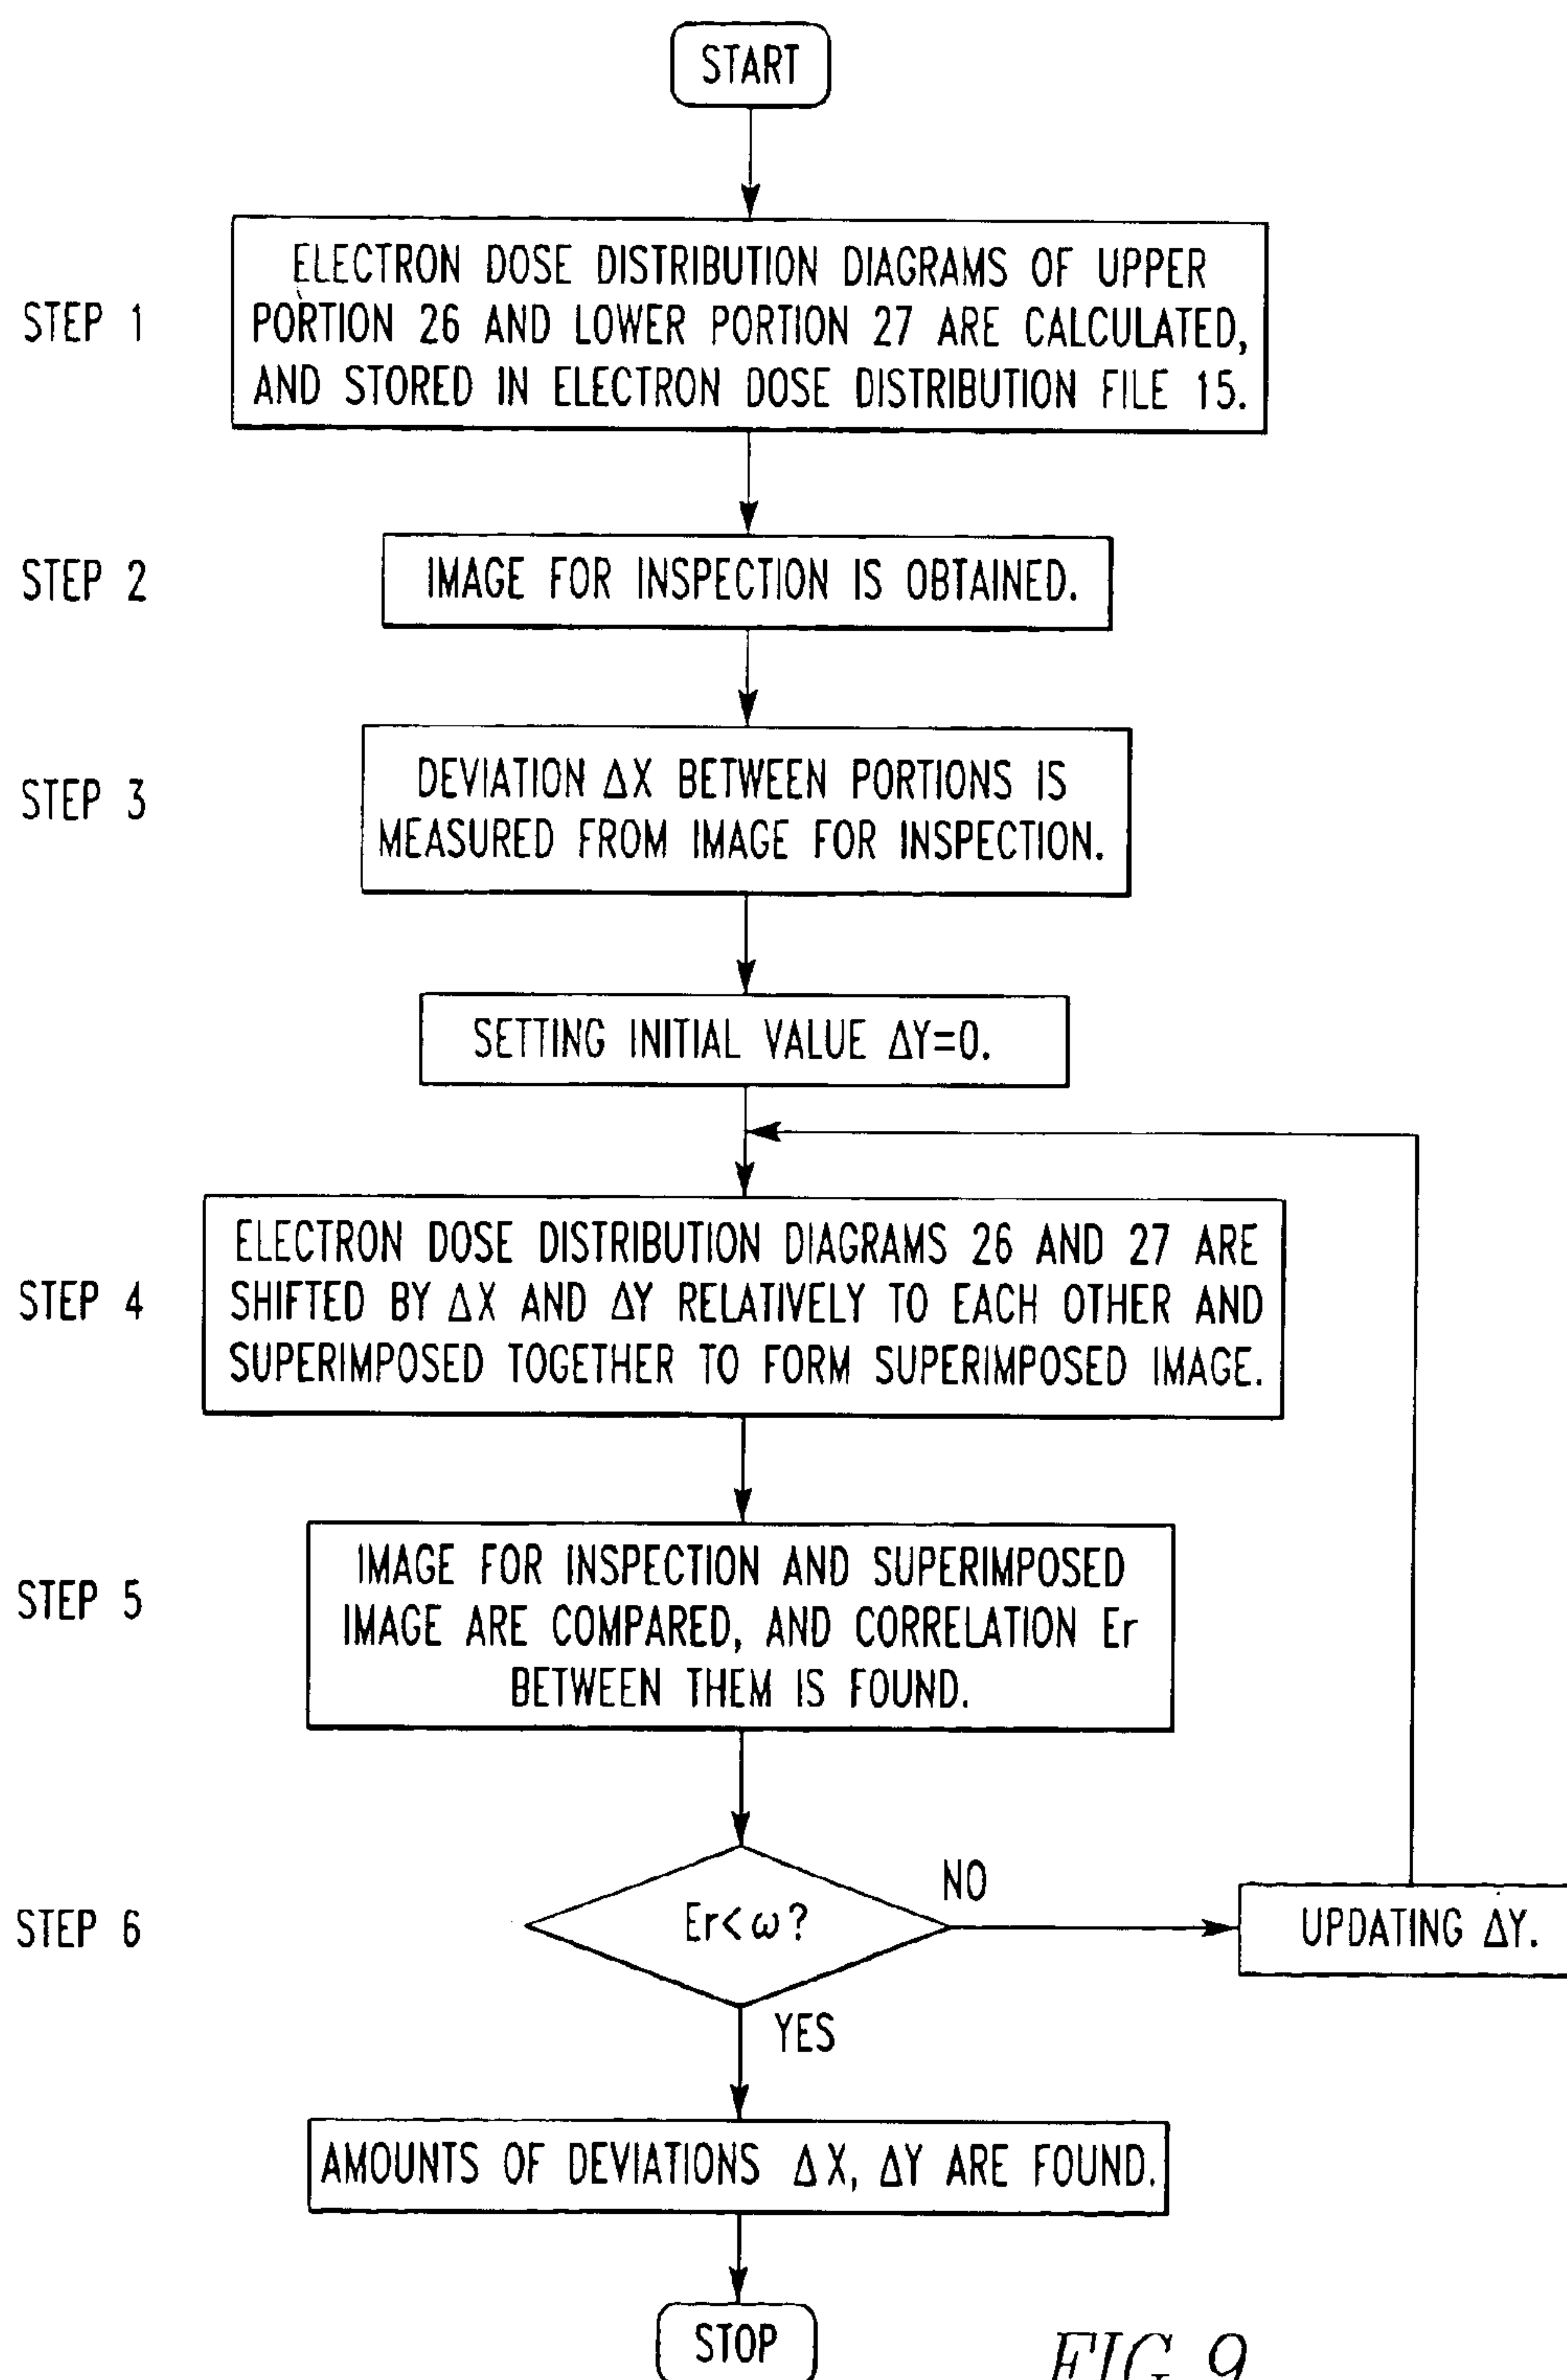 START
STEP 1
ELECTRON DOSE DISTRIBUTION DIAGRAMS OF UPPER
PORTION 26 AND LOWER PORTION 27 ARE CALCULATED,
AND STORED IN ELECTRON DOSE DISTRIBUTION FILE 15.
STEP 2
IMAGE FOR INSPECTION IS OBTAINED.
STEP 3
DEVIATION ΔX BETWEEN PORTIONS IS
MEASURED FROM IMAGE FOR INSPECTION.
SETTING INITIAL VALUE ΔY=0.
STEP 4
ELECTRON DOSE DISTRIBUTION DIAGRAMS 26 AND 27 ARE
SHIFTED BY ΔX AND ΔY RELATIVELY TO EACH OTHER AND
SUPERIMPOSED TOGETHER TO FORM SUPERIMPOSED IMAGE.
STEP 5
IMAGE FOR INSPECTION AND SUPERIMPOSED
IMAGE ARE COMPARED, AND CORRELATION Er
BETWEEN THEM IS FOUND.
STEP 6
Er<ω?
NO
UPDATING ΔY.
YES
AMOUNTS OF DEVIATIONS ΔX, ΔY ARE FOUND.
STOP
FIG. 9